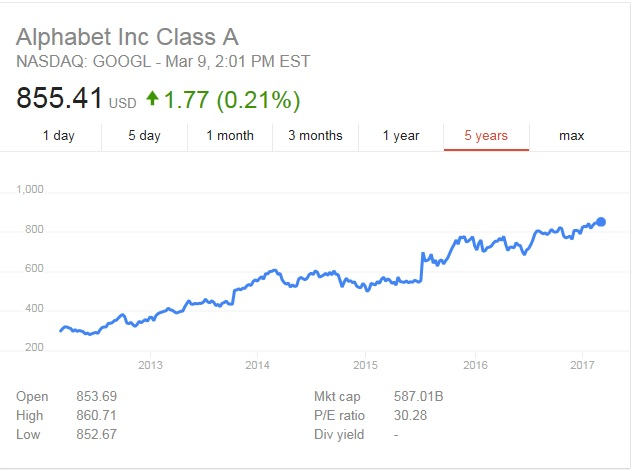 Alphabet Inc Class A
NASDAQ: GOOGL - Mar 9, 2:01 PM EST
855.41 USD 1.77 (0.21%)
1 day 5 day 1 month 3 months 1 year 5 years max
1,000
800
600
400
200
2013 2014 2015 2016 2017
Open 853.69 Mkt cap 587.01B
High 860.71 P/E ratio 30.28
Low 852.67 Div yield -